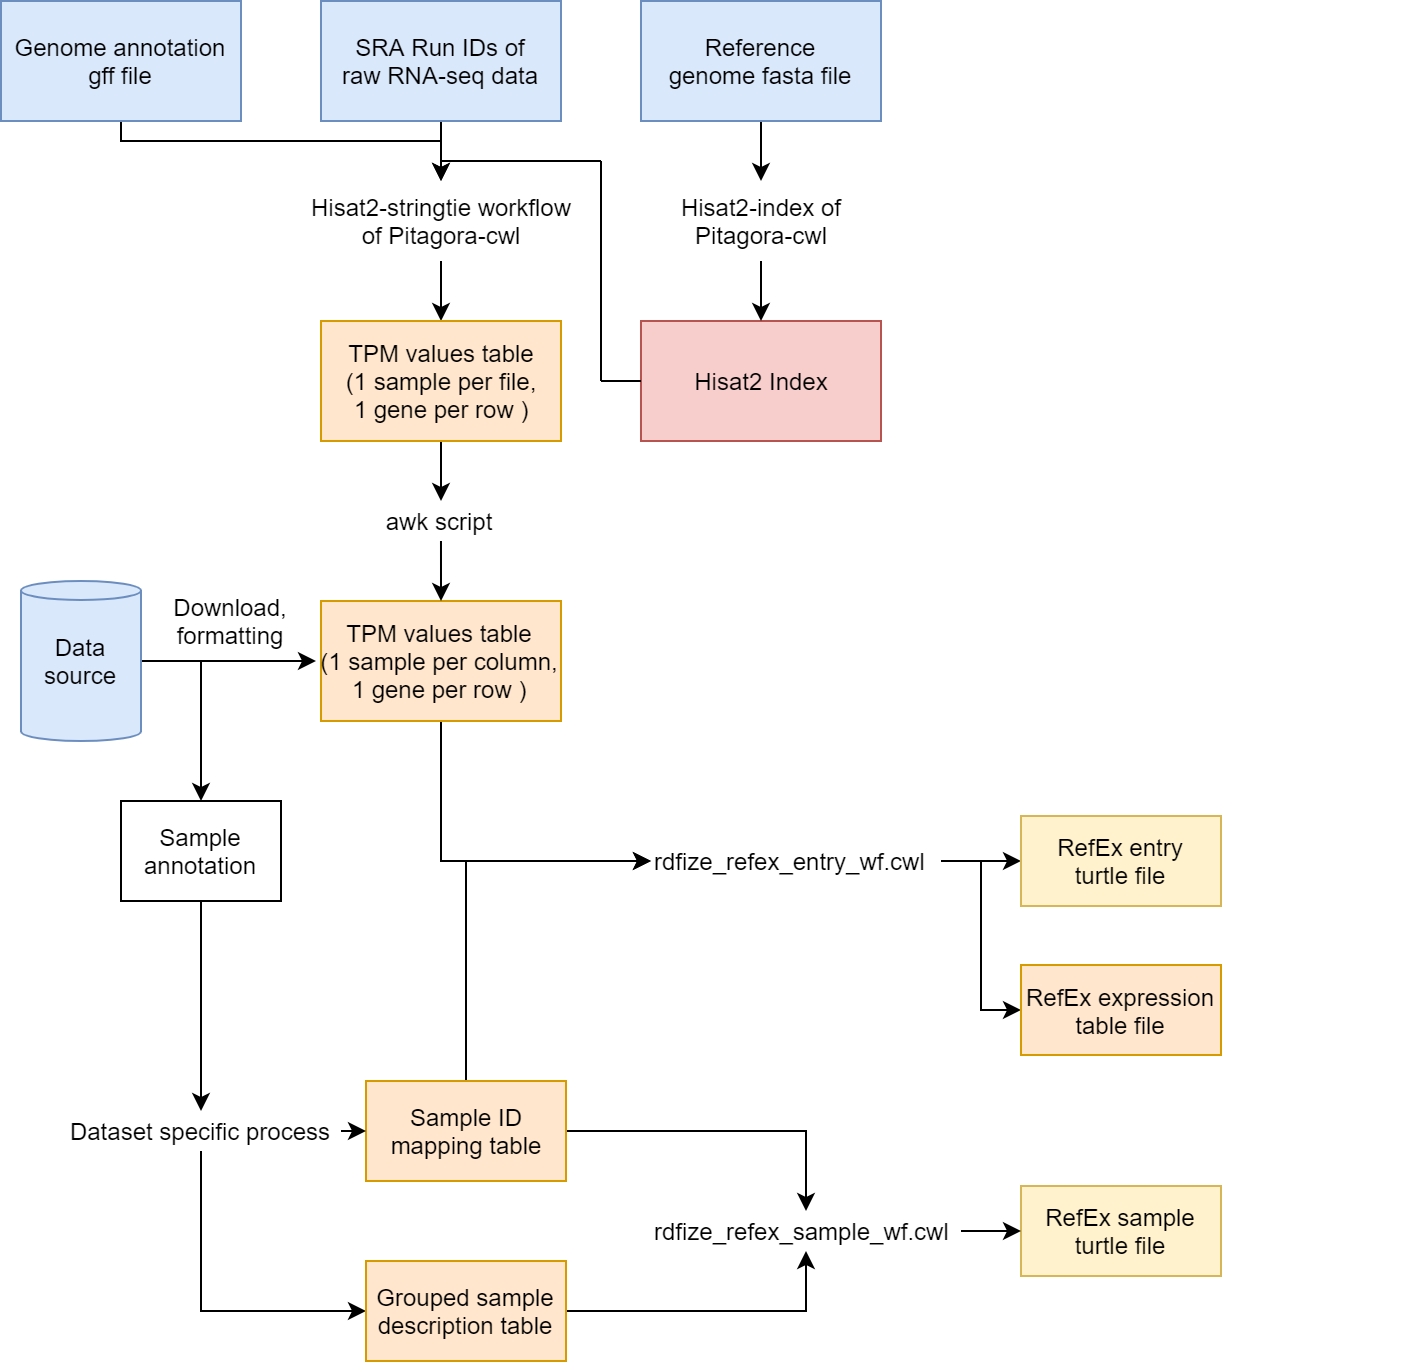 Genome annotation
gff file
SRA Run IDs of
raw RNA-seq data
Reference
genome fasta file
Hisat2-stringtie workflow
of Pitagora-cwl
Hisat2-index of
Pitagora-cwl
TPM values table
(1 sample per file,
1 gene per row )
Hisat2 Index
awk script
Data
source
Download,
formatting
TPM values table
(1 sample per column,
1 gene per row )
Sample
annotation
rdfize_refex_entry_wf.cwl
RefEx entry
turtle file
RefEx expression
table file
Dataset specific process
Sample ID
mapping table
rdfize_refex_sample_wf.cwl
RefEx sample
turtle file
Grouped sample
description table